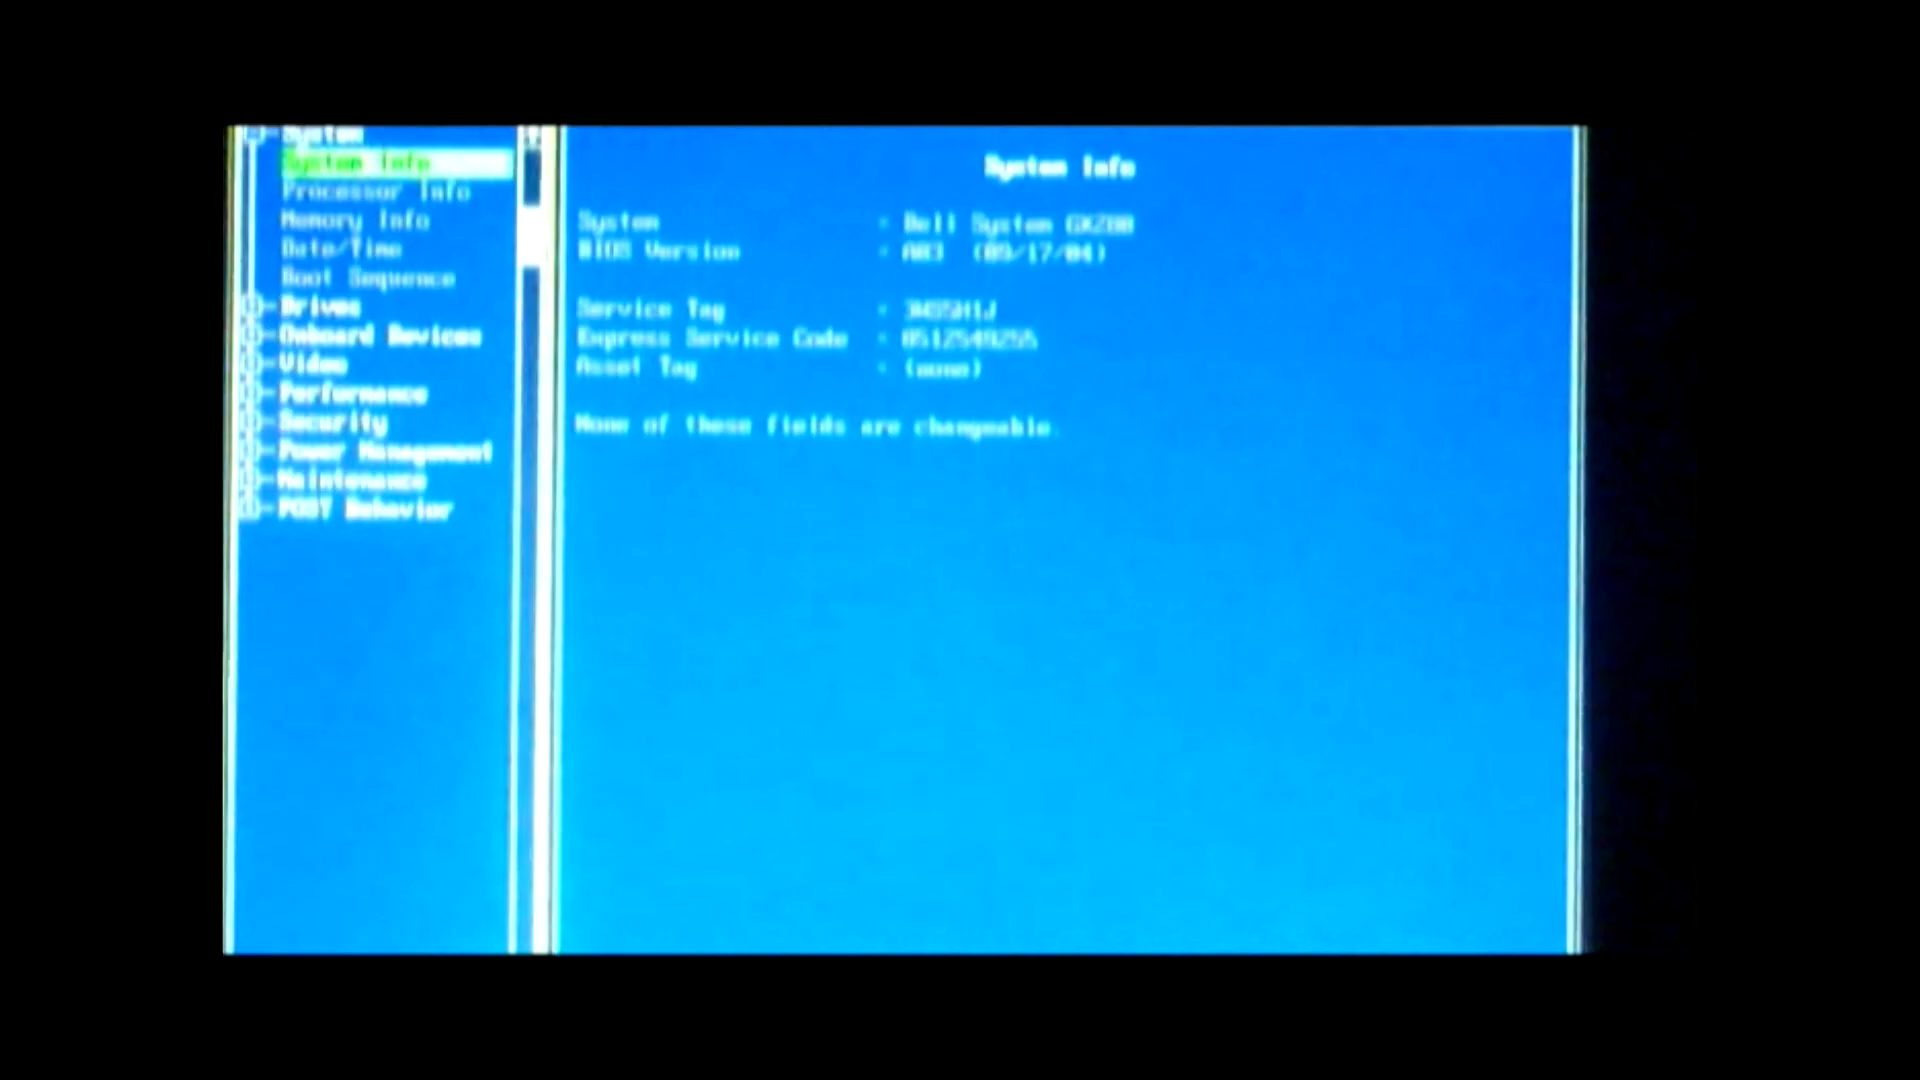 System
System Info
Processor Info
Memory Info
Date/Time
Boot Sequence
Drives
Onboard Devices
Video
Performance
Security
Power Management
Maintenance
POST Behavior
System Info
System = Dell System GX280
BIOS Version = A03 (09/17/04)
Service Tag =
Express Service Code =
Asset Tag = (none)
None of these fields are changeable.